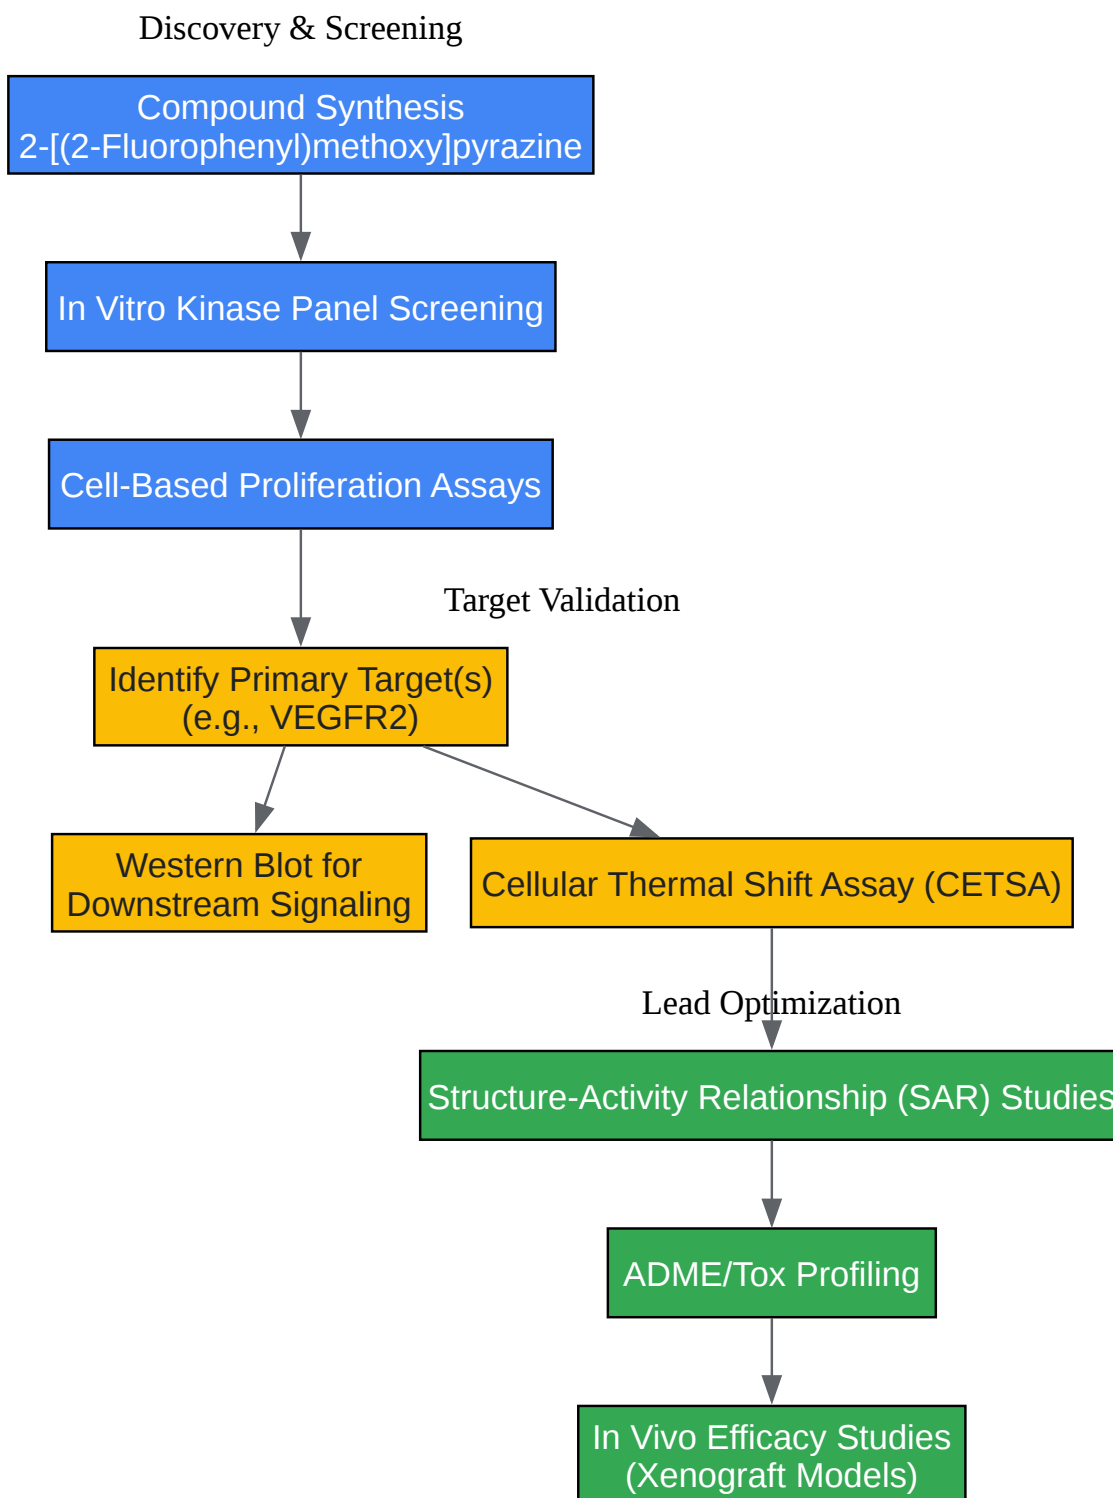 Discovery & Screening
Compound Synthesis
2-[(2-Fluorophenyl)methoxy]pyrazine
In Vitro Kinase Panel Screening
Cell-Based Proliferation Assays
Target Validation
Identify Primary Target(s)
(e.g., VEGFR2)
Western Blot for
Downstream Signaling
Cellular Thermal Shift Assay (CETSA)
Lead Optimization
Structure-Activity Relationship (SAR) Studies
ADME/Tox Profiling
In Vivo Efficacy Studies
(Xenograft Models)